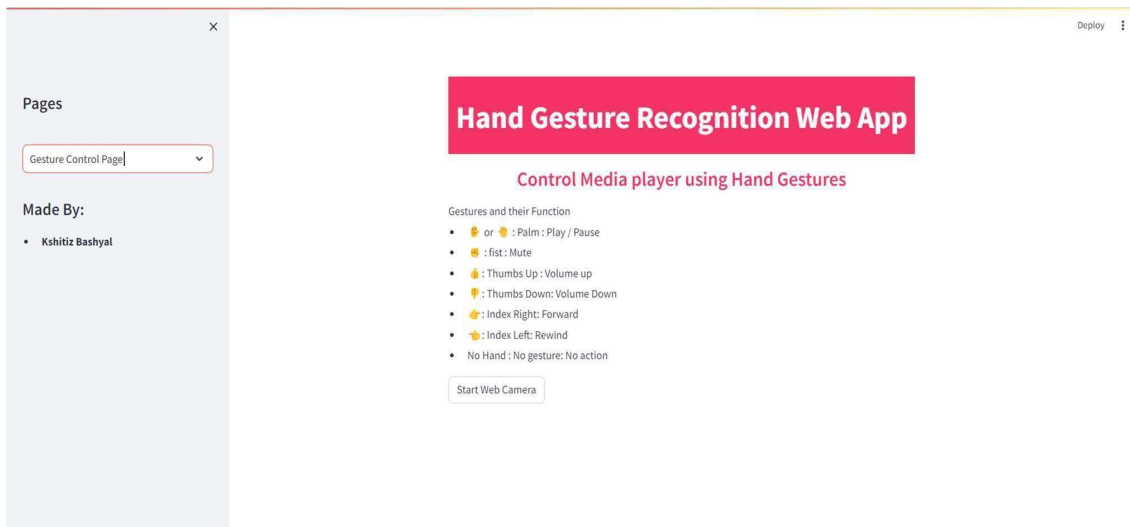 Deploy
Pages
Gesture Control Page
Made By:
• Kshitiz Bashyal
Hand Gesture Recognition Web App
Control Media player using Hand Gestures
Gestures and their Function
• ✋ or 🤚 : Palm : Play / Pause
• ✊ : fist : Mute
• 👍 : Thumbs Up : Volume up
• 👎 : Thumbs Down: Volume Down
• 👉 : Index Right: Forward
• 👈 : Index Left: Rewind
• No Hand : No gesture: No action
Start Web Camera